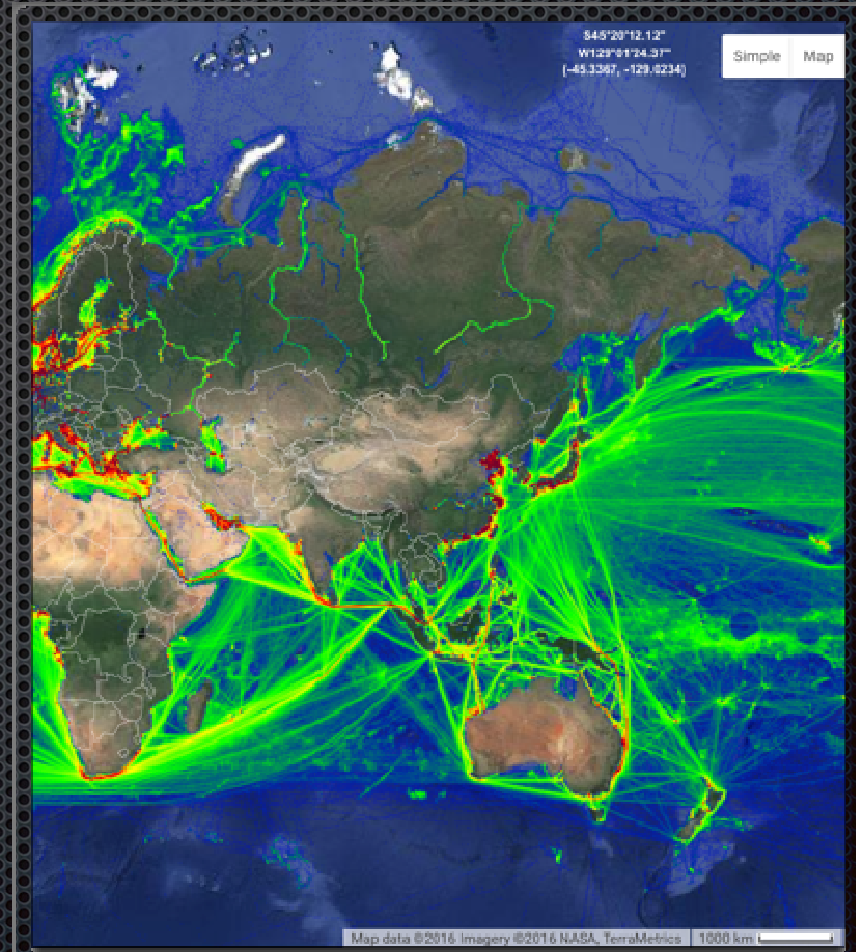 S45°20'12.12"
W129°01'24.37"
(-45.3367, -129.0234)
Simple Map
Map data ©2016 Imagery ©2016 NASA, TerraMetrics 1000 km